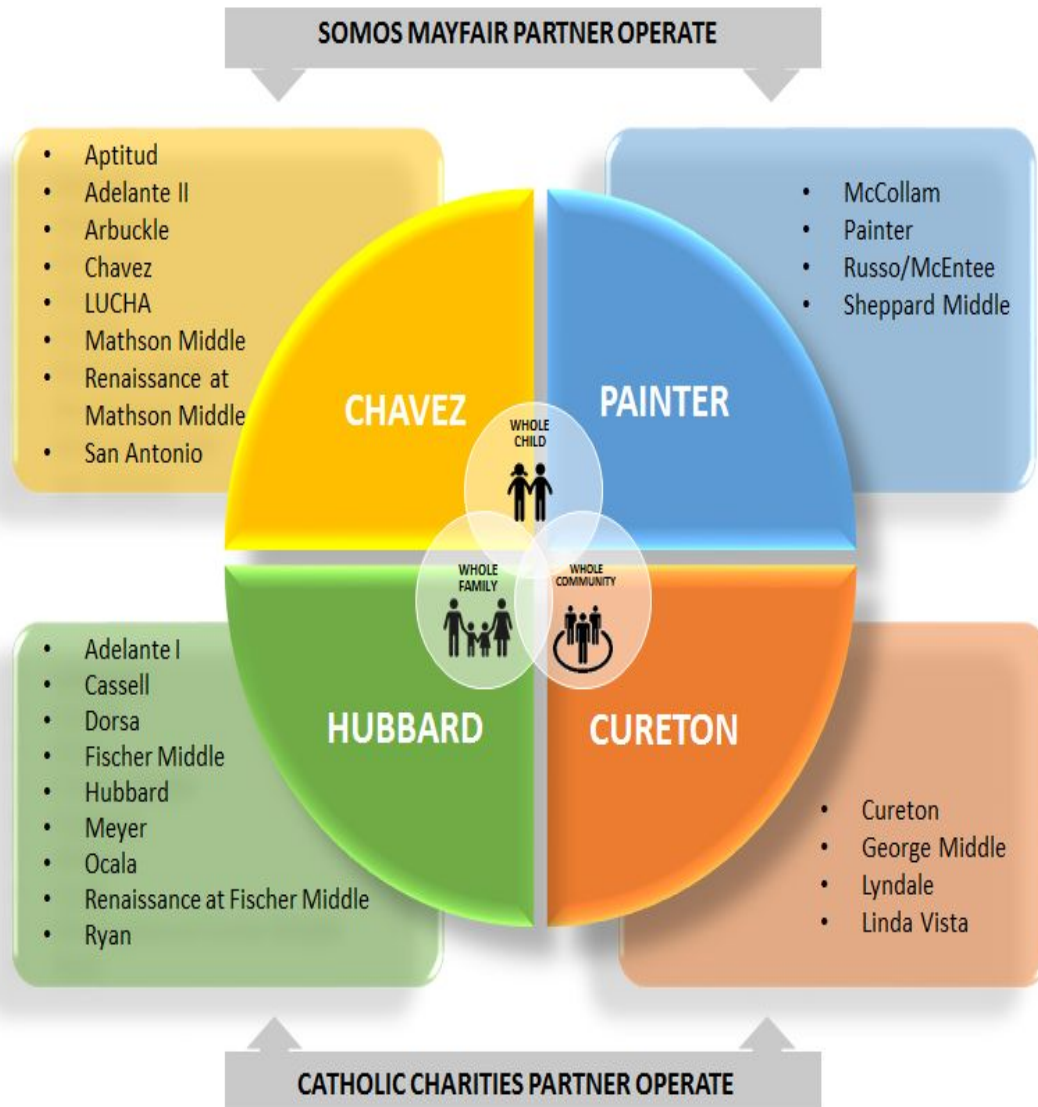 SOMOS MAYFAIR PARTNER OPERATE
• Aptitud
• Adelante II
• Arbuckle
• Chavez
• LUCHA
• Mathson Middle
• Renaissance at
Mathson Middle
• San Antonio
• McCollam
• Painter
• Russo/McEntee
• Sheppard Middle
CHAVEZ
PAINTER
WHOLE
CHILD
WHOLE
FAMILY
WHOLE
COMMUNITY
HUBBARD
CURETON
• Adelante I
• Cassell
• Dorsa
• Fischer Middle
• Hubbard
• Meyer
• Ocala
• Renaissance at Fischer Middle
• Ryan
• Cureton
• George Middle
• Lyndale
• Linda Vista
CATHOLIC CHARITIES PARTNER OPERATE